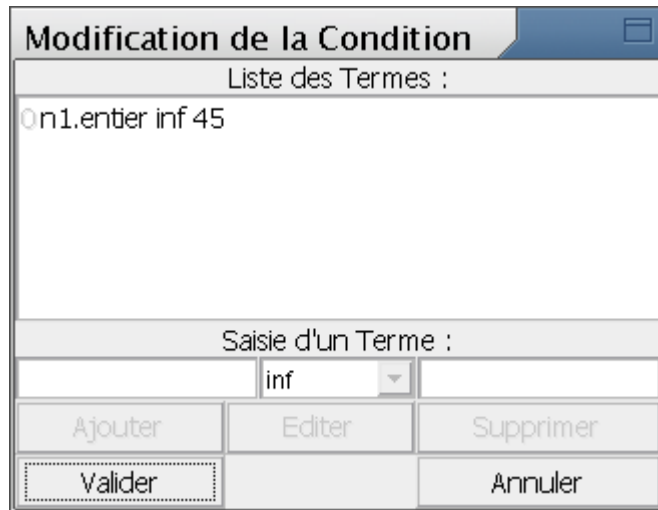 Modification de la Condition
Liste des Termes :
0n1.entier inf 45
Saisie d'un Terme :
inf
Ajouter Editer Supprimer
Valider Annuler